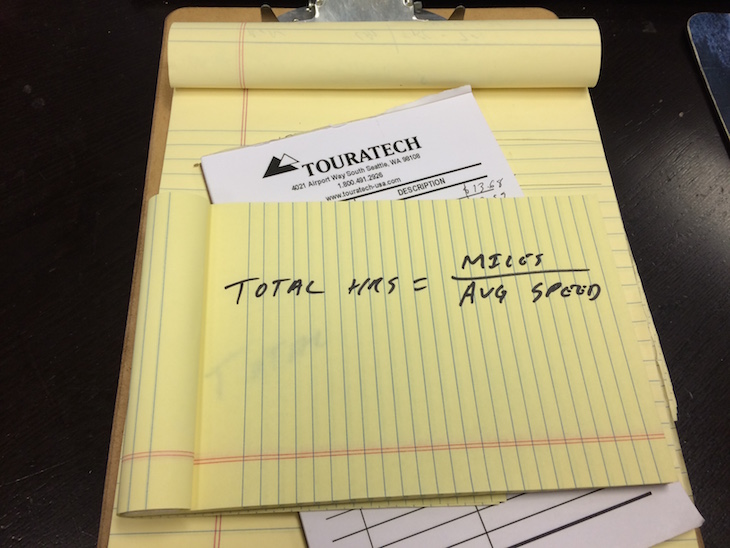 TOURATECH
4021 Airport Way South Seattle, WA 98108
1.800.491.2926
www.touratech-usa.com
DESCRIPTION
$13.68
MILES
TOTAL HRS = AVG SPEED